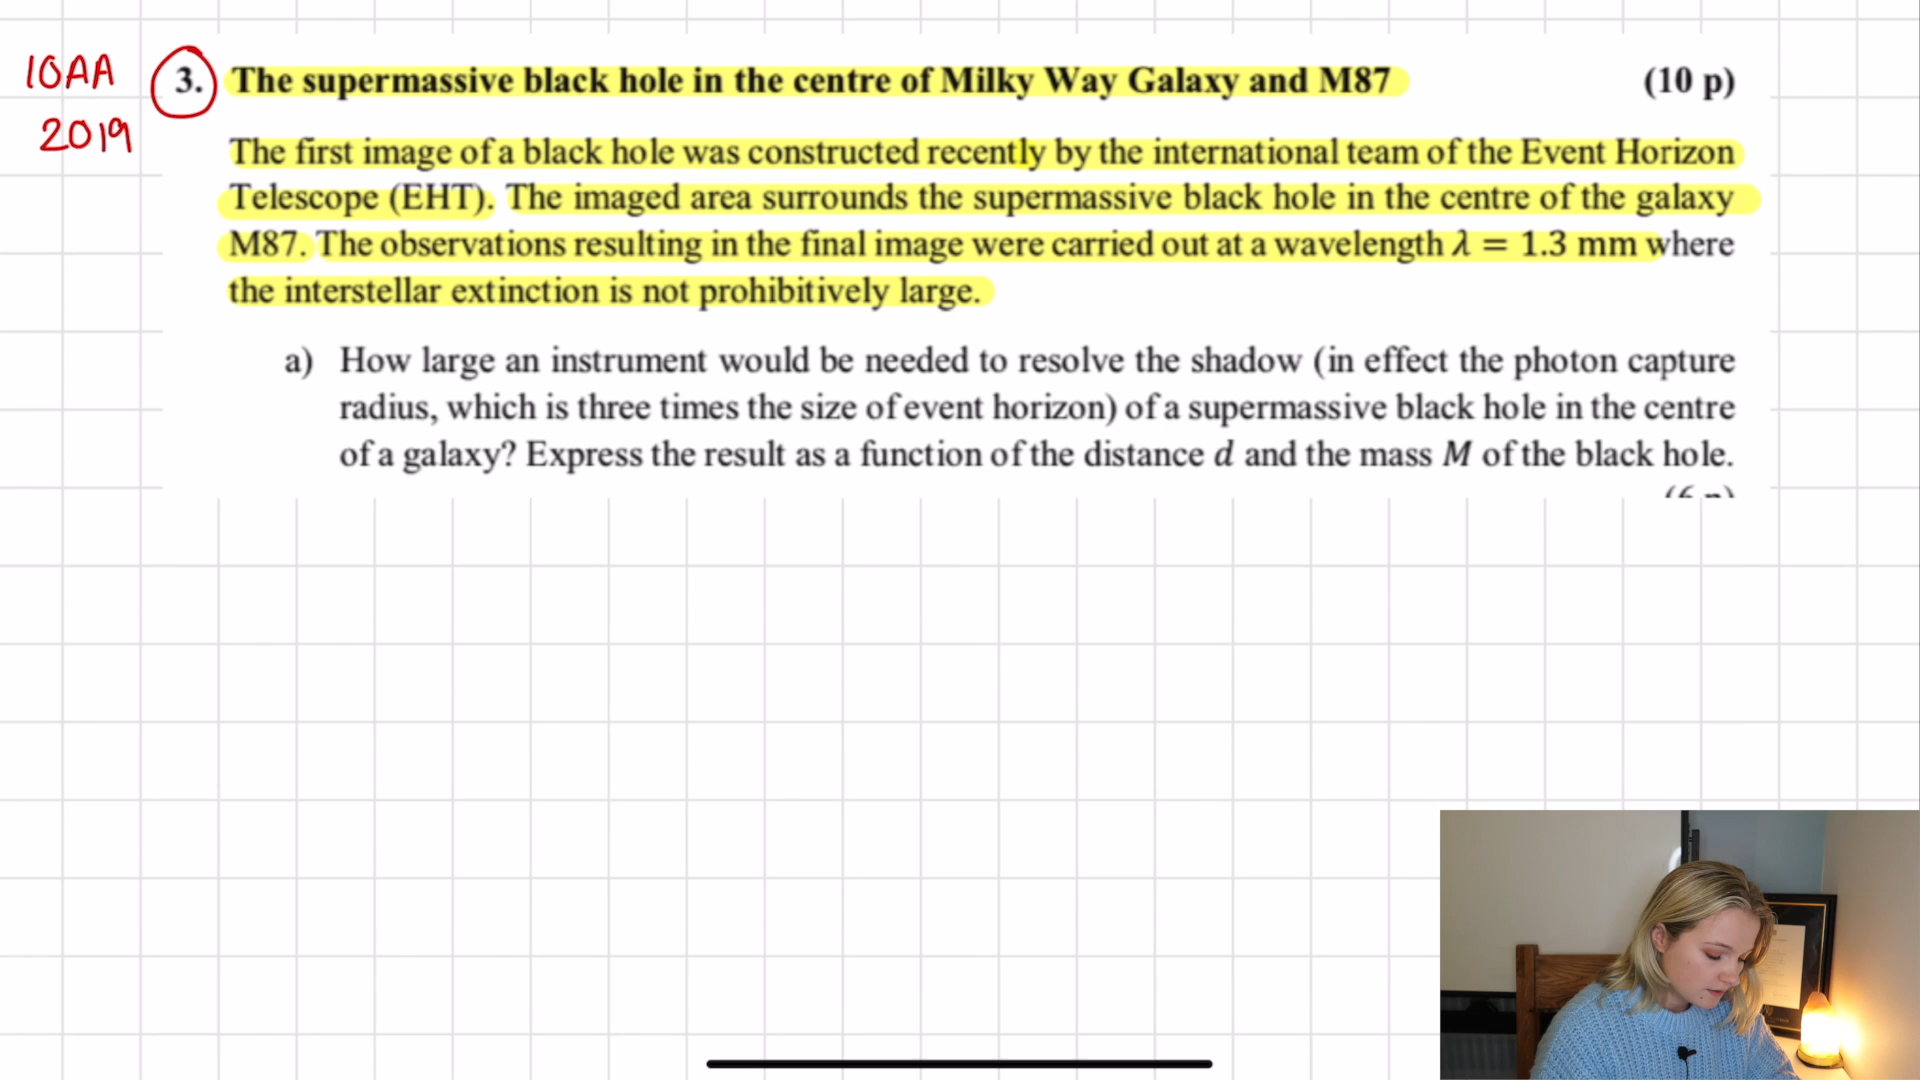 IOAA
2019
3. The supermassive black hole in the centre of Milky Way Galaxy and M87 (10 p)
The first image of a black hole was constructed recently by the international team of the Event Horizon
Telescope (EHT). The imaged area surrounds the supermassive black hole in the centre of the galaxy
M87. The observations resulting in the final image were carried out at a wavelength λ = 1.3 mm where
the interstellar extinction is not prohibitively large.
a) How large an instrument would be needed to resolve the shadow (in effect the photon capture
radius, which is three times the size of event horizon) of a supermassive black hole in the centre
of a galaxy? Express the result as a function of the distance d and the mass M of the black hole.